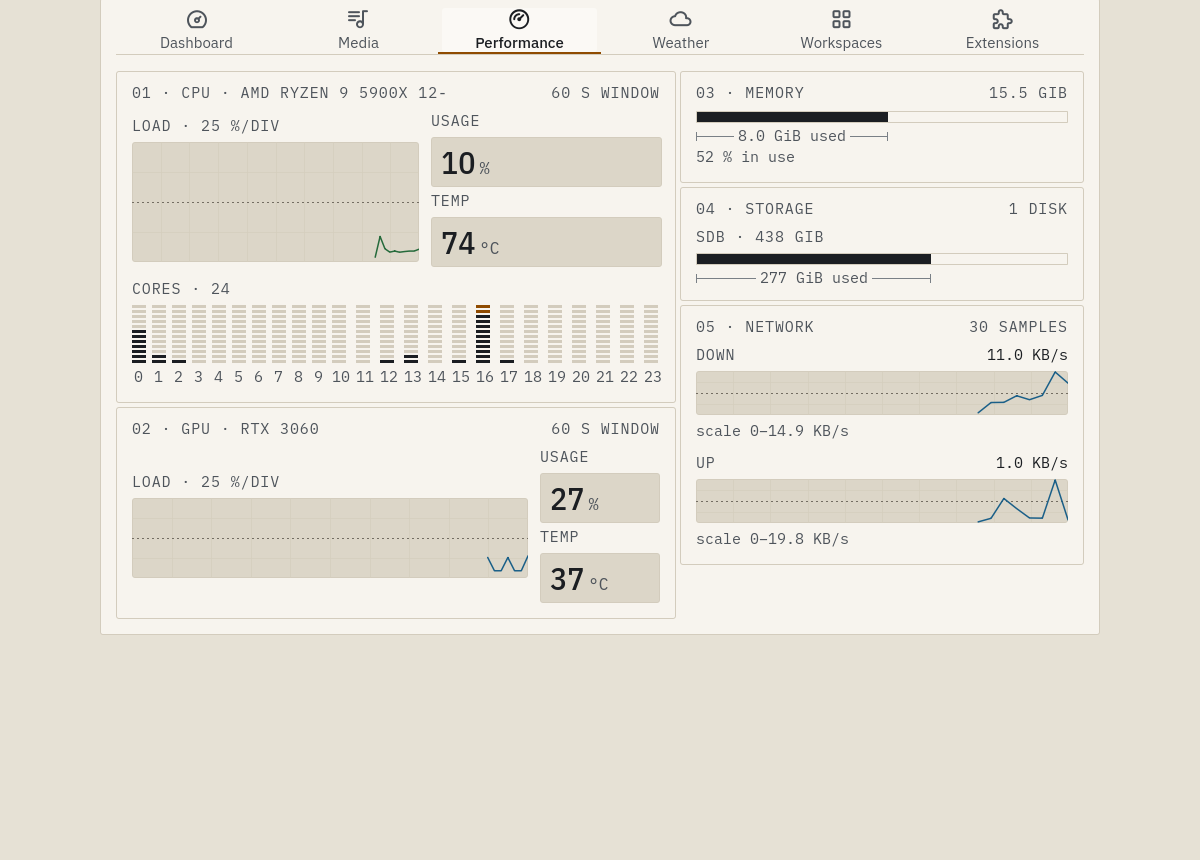 Dashboard
Media
Performance
Weather
Workspaces
Extensions
01 · CPU · AMD RYZEN 9 5900X 12-
60 S WINDOW
LOAD · 25 %/DIV
USAGE
10 %
TEMP
74 °C
CORES · 24
0 1 2 3 4 5 6 7 8 9 10 11 12 13 14 15 16 17 18 19 20 21 22 23
02 · GPU · RTX 3060
60 S WINDOW
LOAD · 25 %/DIV
USAGE
27 %
TEMP
37 °C
03 · MEMORY
15.5 GIB
8.0 GiB used
52 % in use
04 · STORAGE
1 DISK
SDB · 438 GIB
277 GiB used
05 · NETWORK
30 SAMPLES
DOWN
11.0 KB/s
scale 0–14.9 KB/s
UP
1.0 KB/s
scale 0–19.8 KB/s